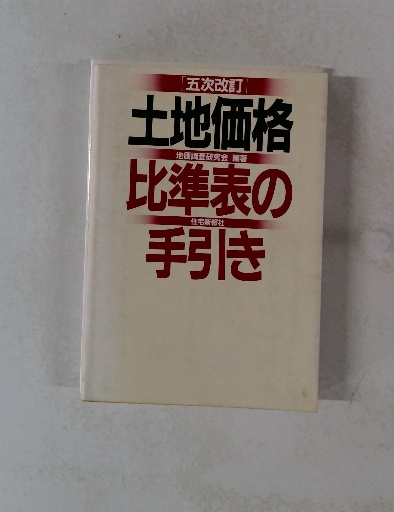 [五次改訂]
土地価格
地価調査研究会 編著
比準表の
住宅新報社
手引き